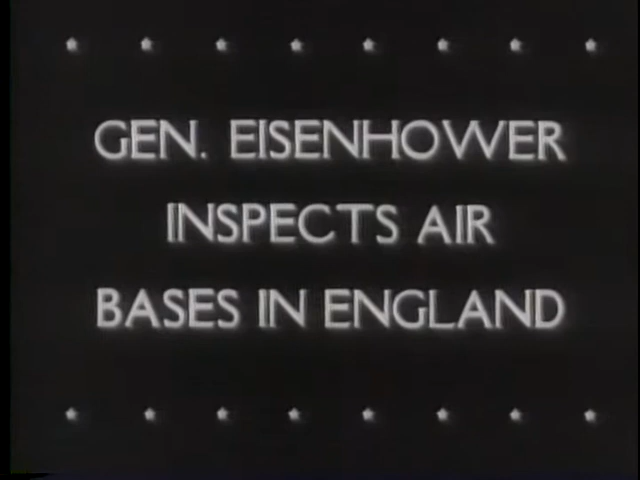 GEN. EISENHOWER
INSPECTS AIR
BASES IN ENGLAND